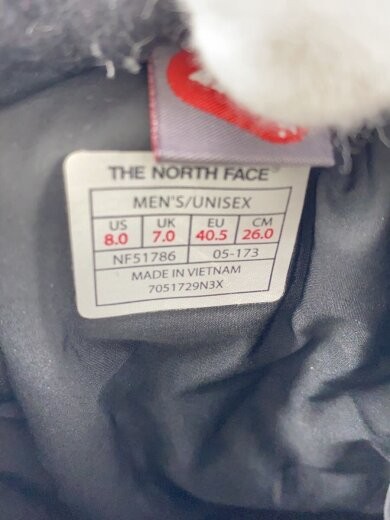 THE NORTH FACE
MEN'S/UNISEX
US UK EU CM
8.0 7.0 40.5 26.0
NF51786 05-173
MADE IN VIETNAM
7051729N3X